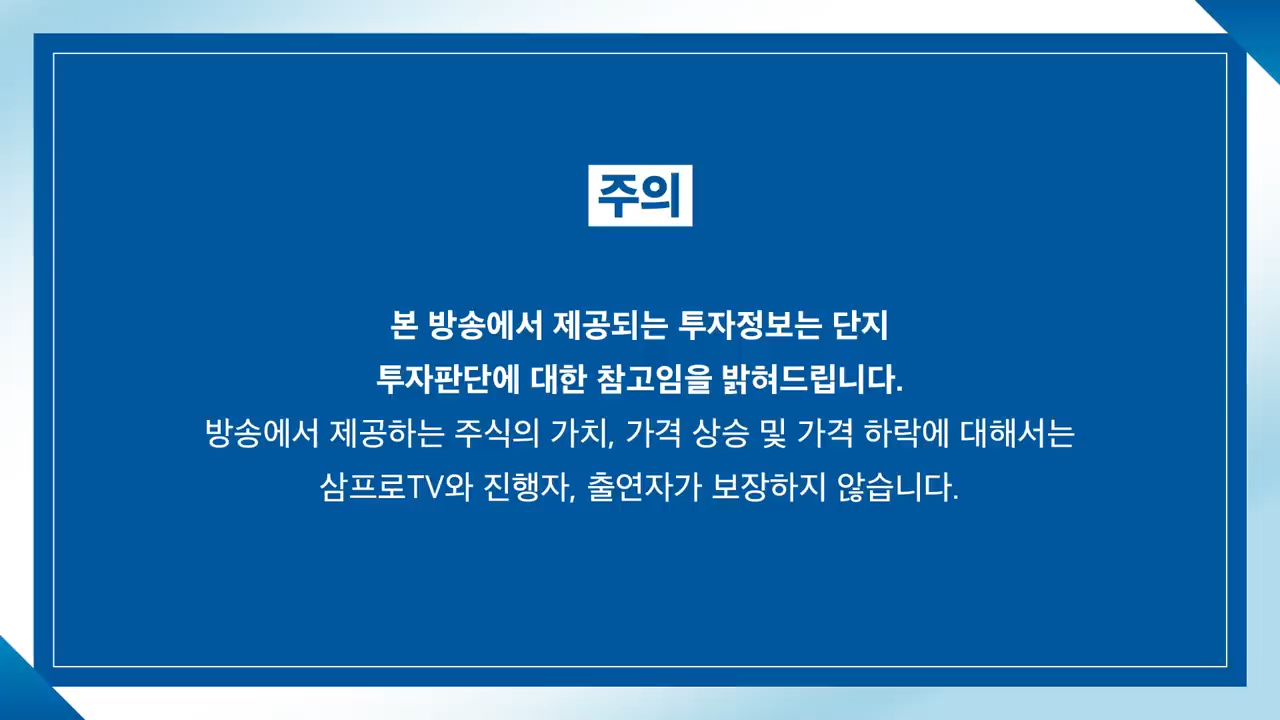 주의
본 방송에서 제공되는 투자정보는 단지
투자판단에 대한 참고임을 밝혀드립니다.
방송에서 제공하는 주식의 가치, 가격 상승 및 가격 하락에 대해서는
삼프로TV와 진행자, 출연자가 보장하지 않습니다.